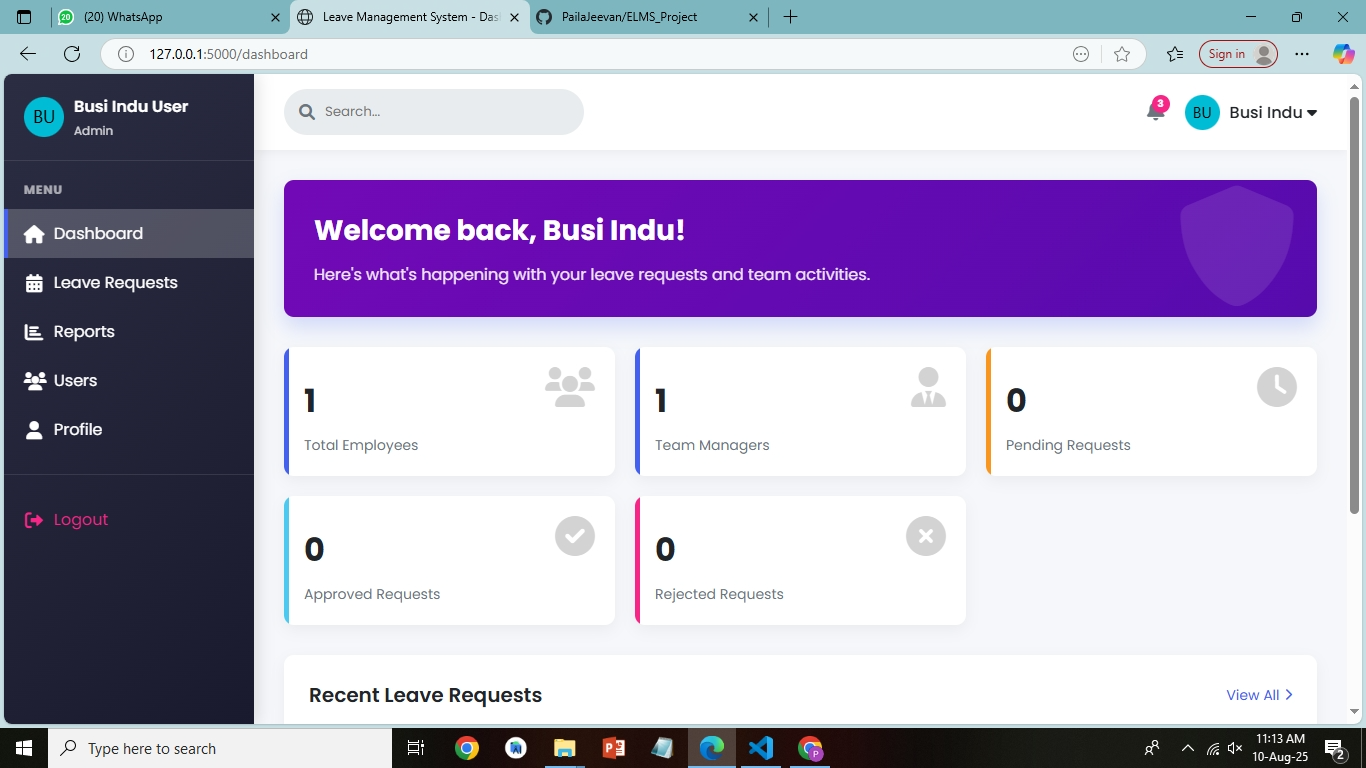 (20) WhatsApp
Leave Management System - Das
PailaJeevan/ELMS_Project
20
127.0.0.1:5000/dashboard
Sign in
BU
Busi Indu User
Admin
Search...
3
BU
Busi Indu
MENU
Dashboard
Leave Requests
Reports
Users
Profile
Logout
Welcome back, Busi Indu!
Here's what's happening with your leave requests and team activities.
1
Total Employees
1
Team Managers
0
Pending Requests
0
Approved Requests
0
Rejected Requests
Recent Leave Requests
View All
Type here to search
P
11:13 AM
10-Aug-25
2